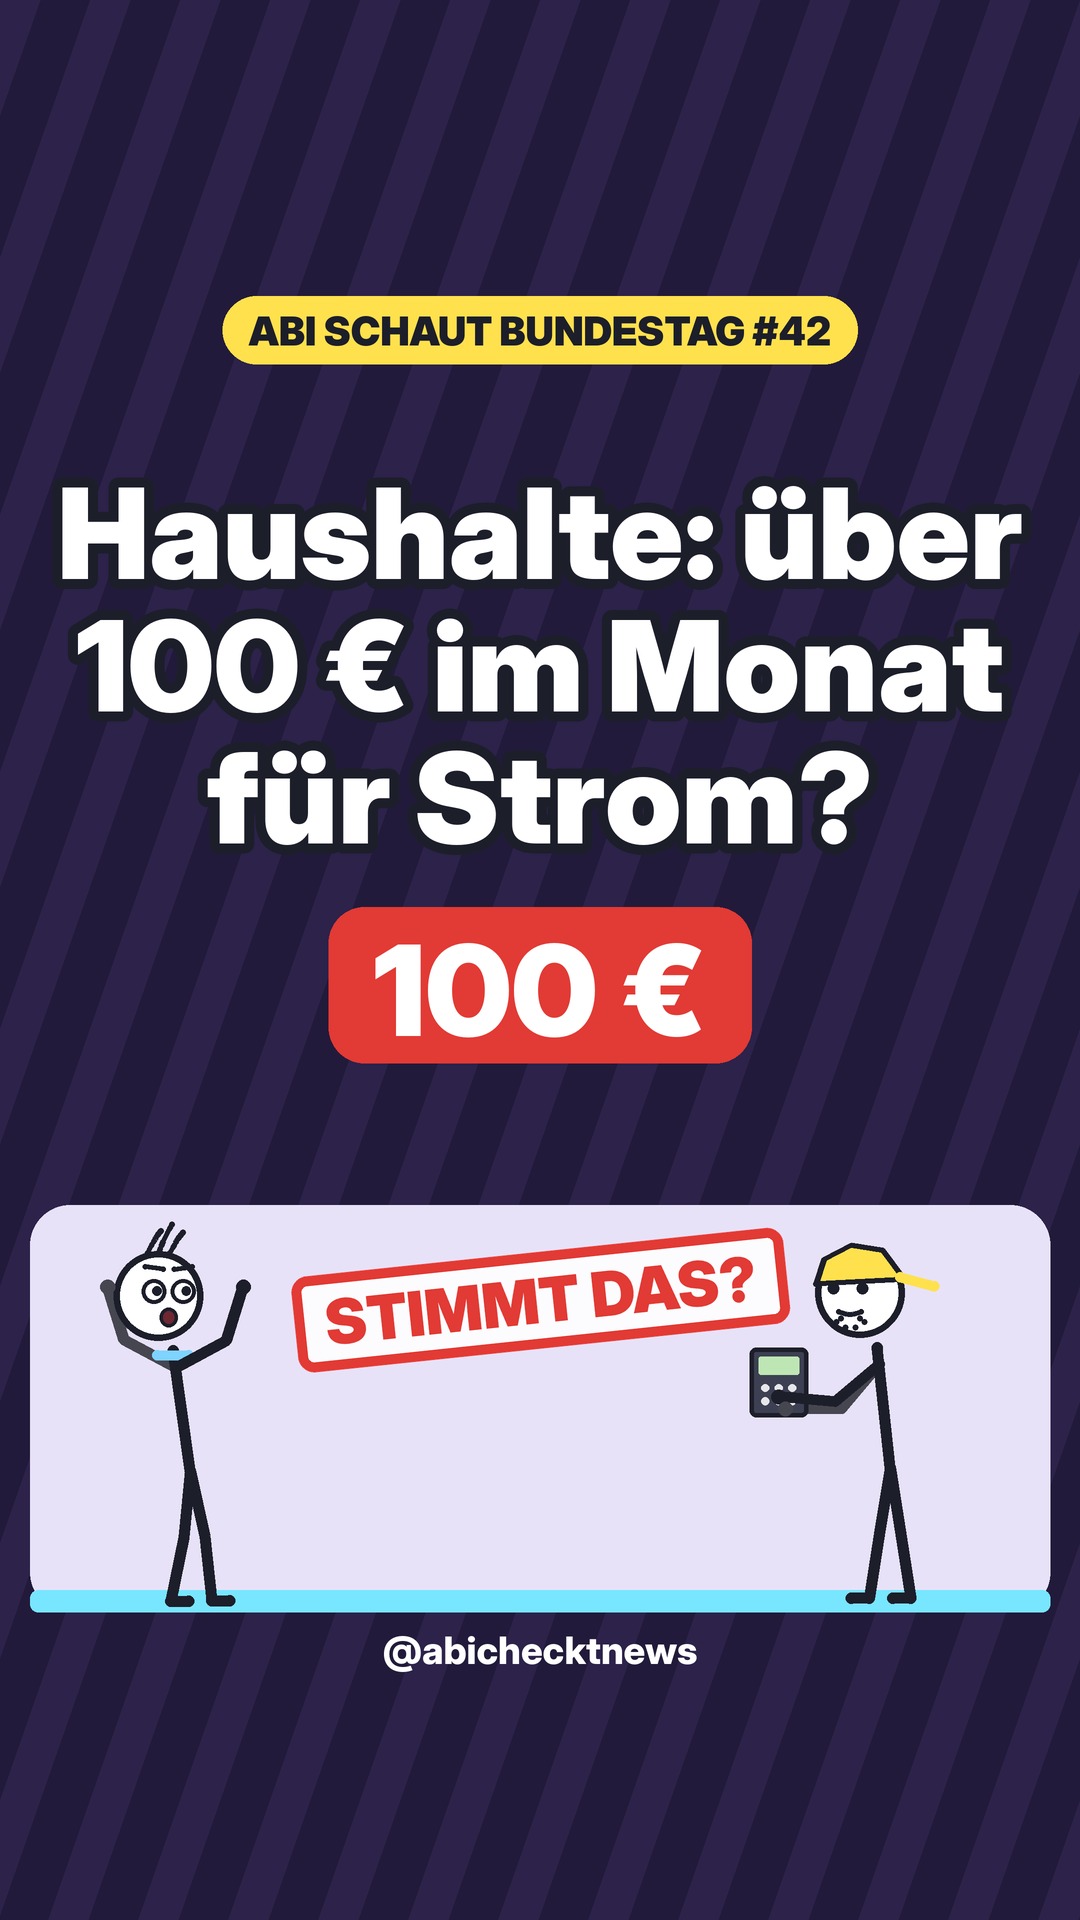 ABI SCHAUT BUNDESTAG #42
Haushalte: über
100 € im Monat
für Strom?
100 €
STIMMT DAS?
@abichecktnews